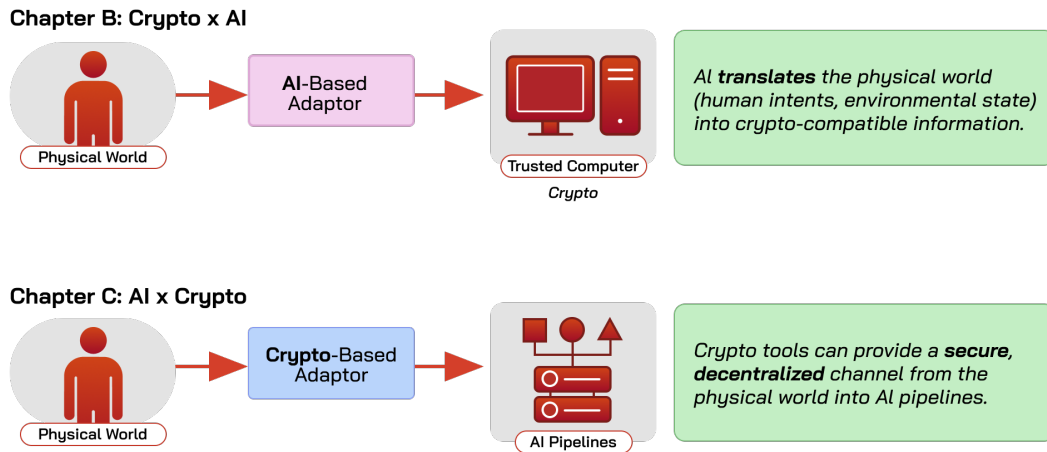 Chapter B: Crypto x AI
AI-Based
Adaptor
Physical World
Trusted Computer
Crypto
AI translates the physical world
(human intents, environmental state)
into crypto-compatible information.
Chapter C: AI x Crypto
Crypto-Based
Adaptor
Physical World
AI Pipelines
Crypto tools can provide a secure,
decentralized channel from the
physical world into AI pipelines.